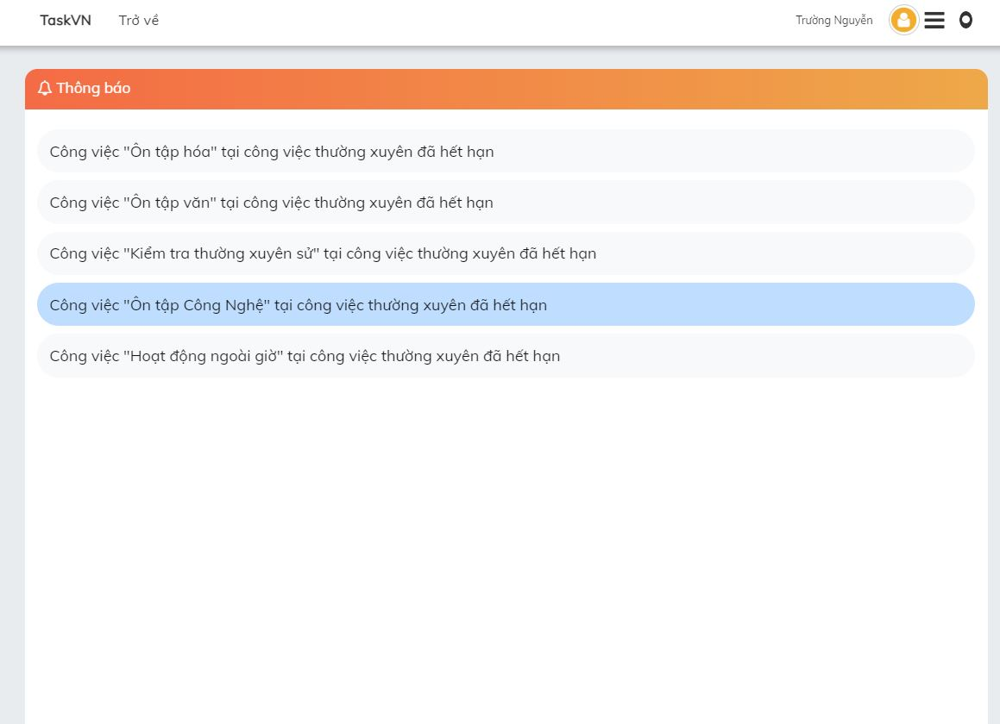 TaskVN Trở về Trường Nguyễn
Thông báo
Công việc "Ôn tập hóa" tại công việc thường xuyên đã hết hạn
Công việc "Ôn tập văn" tại công việc thường xuyên đã hết hạn
Công việc "Kiểm tra thường xuyên sử" tại công việc thường xuyên đã hết hạn
Công việc "Ôn tập Công Nghệ" tại công việc thường xuyên đã hết hạn
Công việc "Hoạt động ngoài giờ" tại công việc thường xuyên đã hết hạn